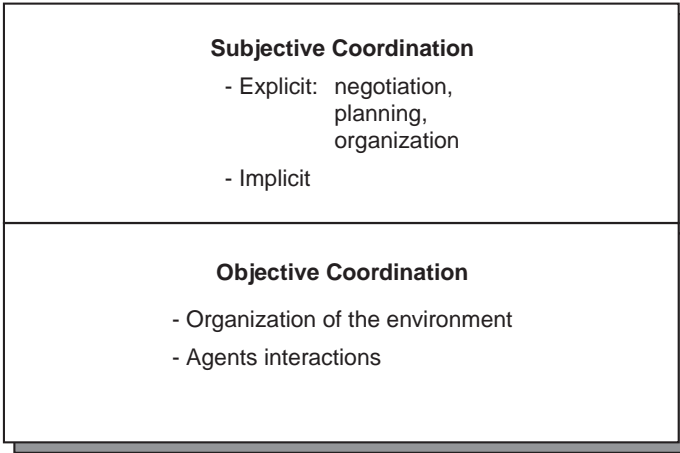 Subjective Coordination
- Explicit: negotiation,
planning,
organization
- Implicit
Objective Coordination
- Organization of the environment
- Agents interactions